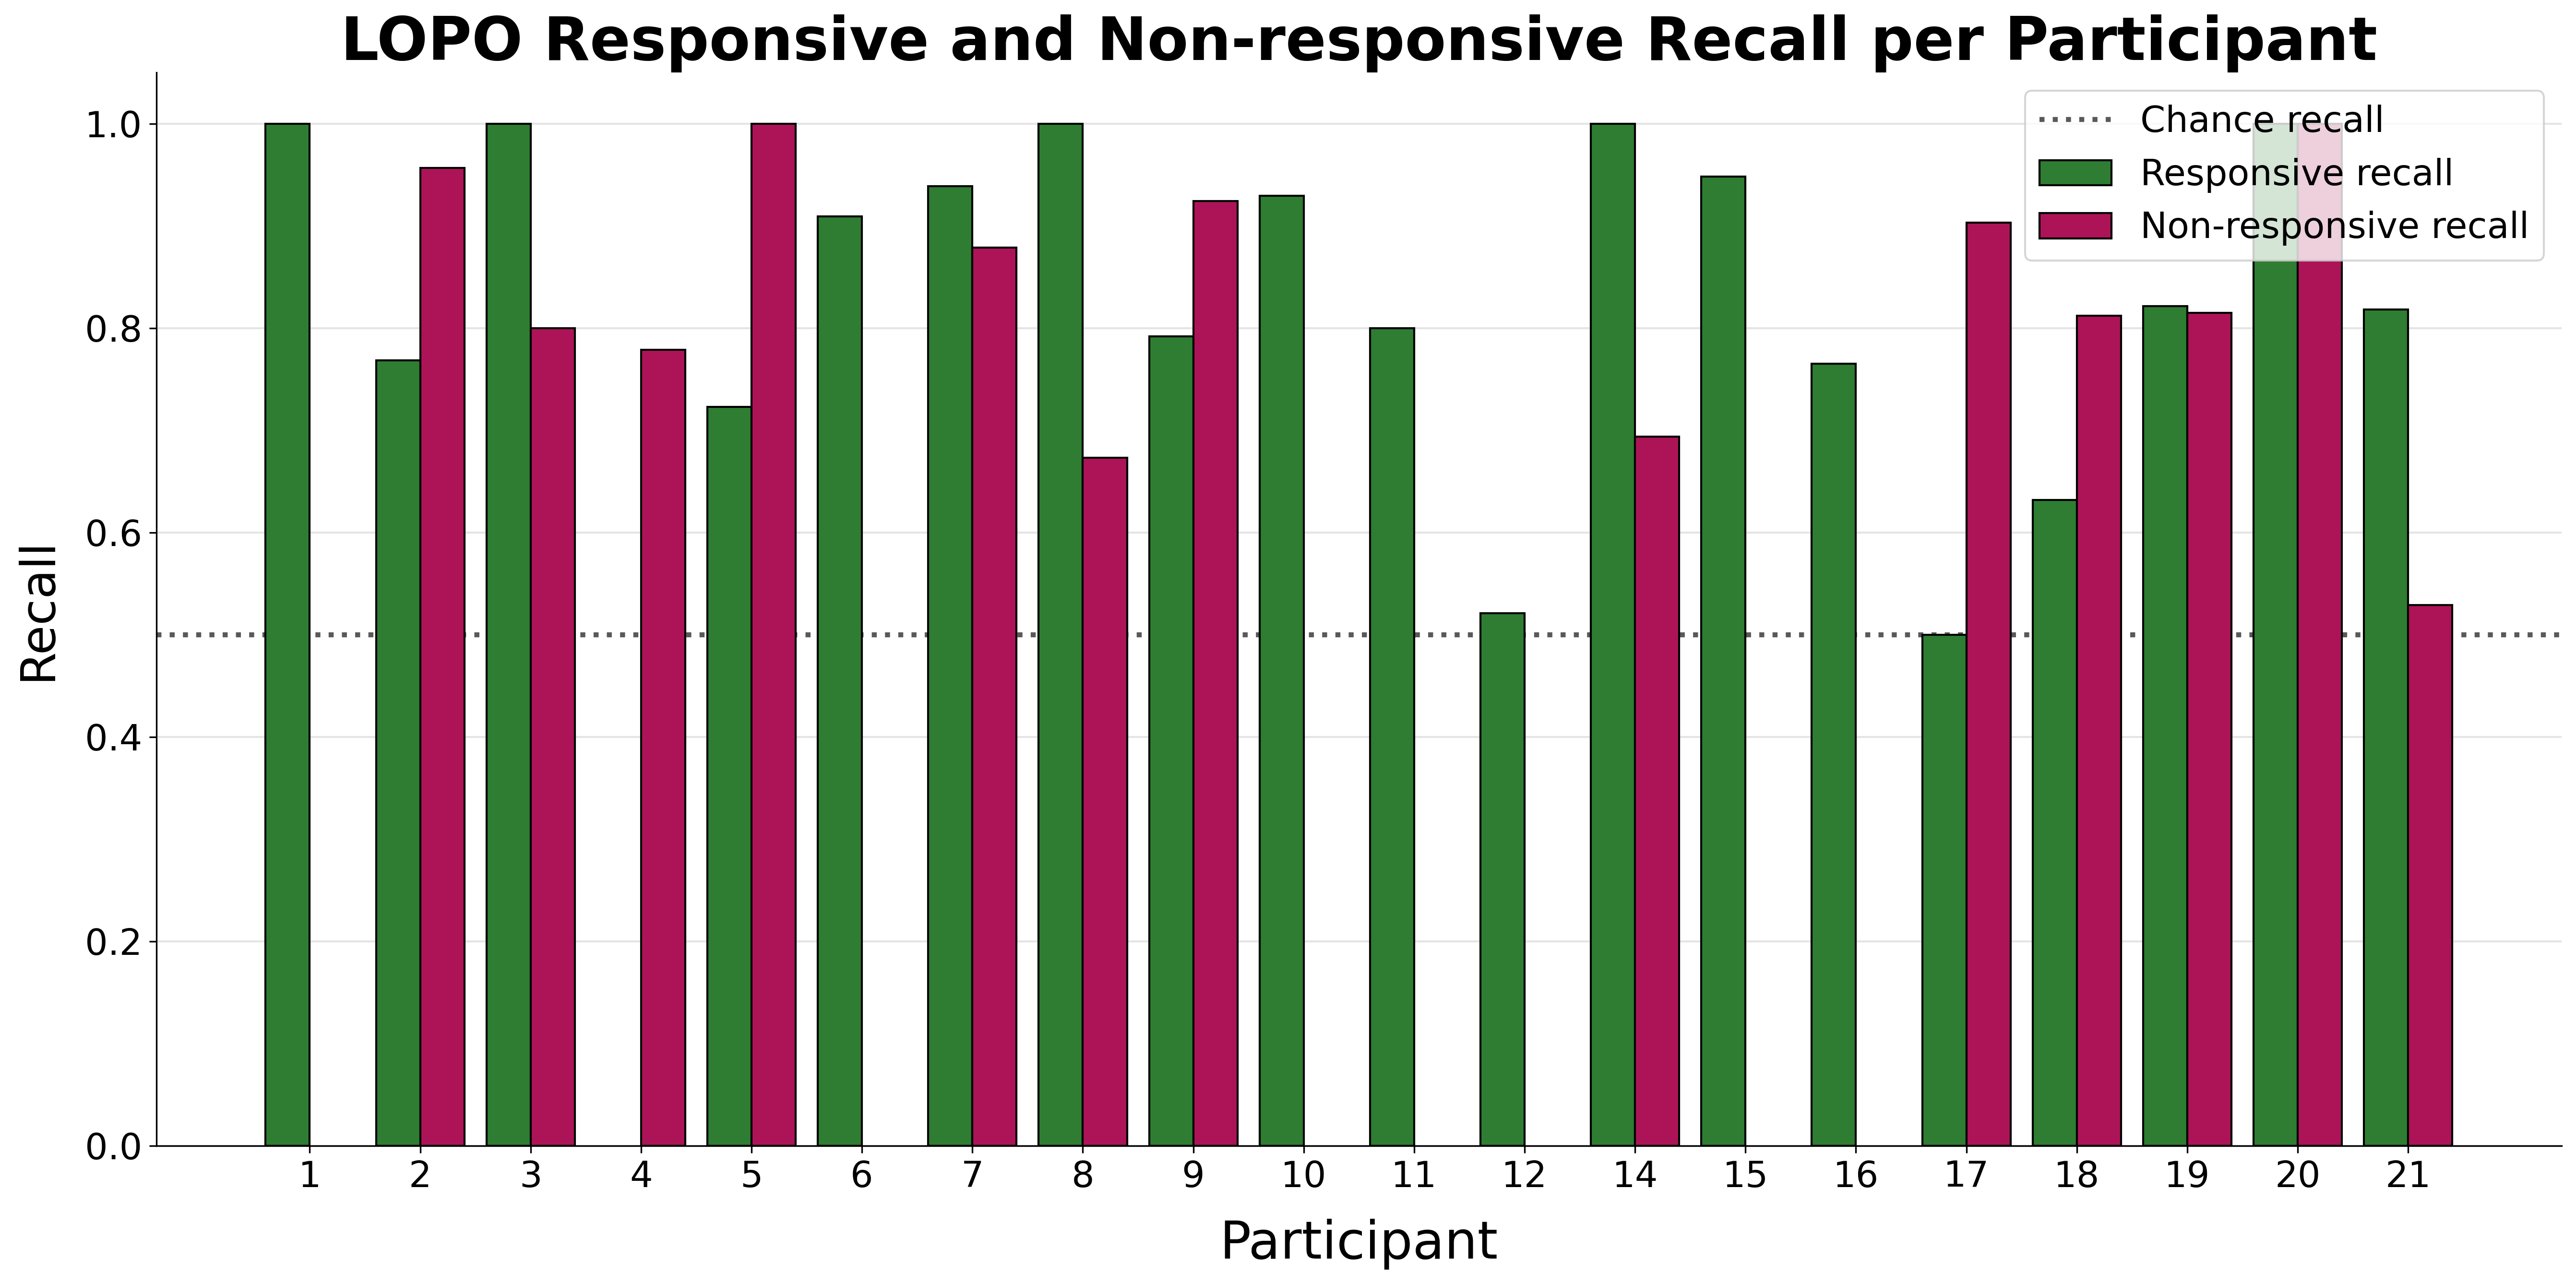 LOPO Responsive and Non-responsive Recall per Participant
Chance recall
Responsive recall
Non-responsive recall
1.0
0.8
0.6
0.4
0.2
0.0
Recall
1 2 3 4 5 6 7 8 9 10 11 12 14 15 16 17 18 19 20 21
Participant